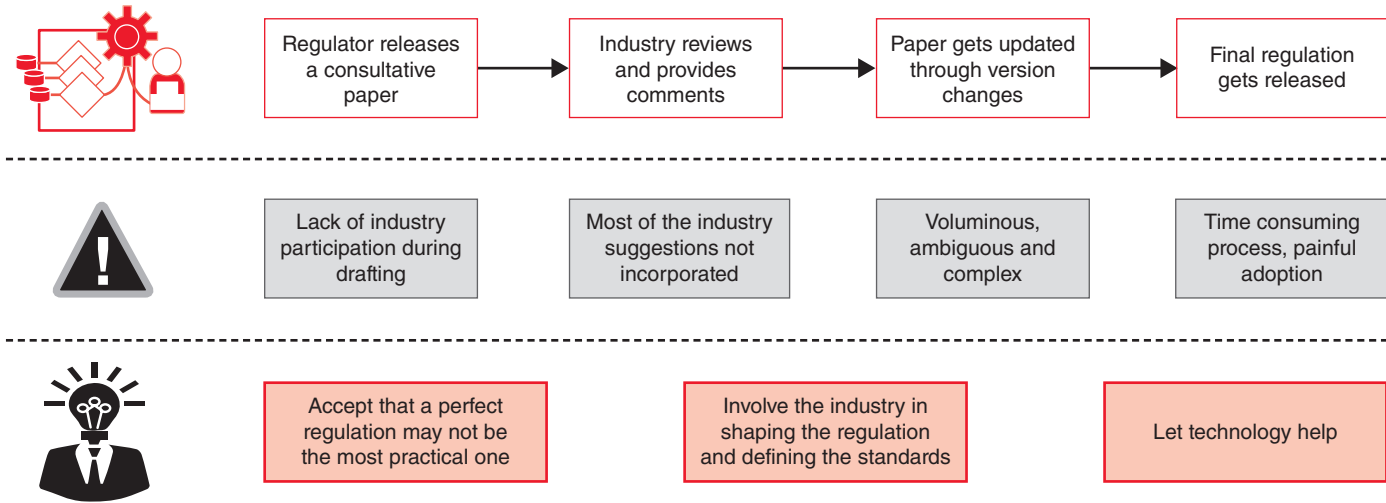 Regulator releases
a consultative
paper
Industry reviews
and provides
comments
Paper gets updated
through version
changes
Final regulation
gets released
Lack of industry
participation during
drafting
Most of the industry
suggestions not
incorporated
Voluminous,
ambiguous and
complex
Time consuming
process, painful
adoption
Accept that a perfect
regulation may not be
the most practical one
Involve the industry in
shaping the regulation
and defining the standards
Let technology help